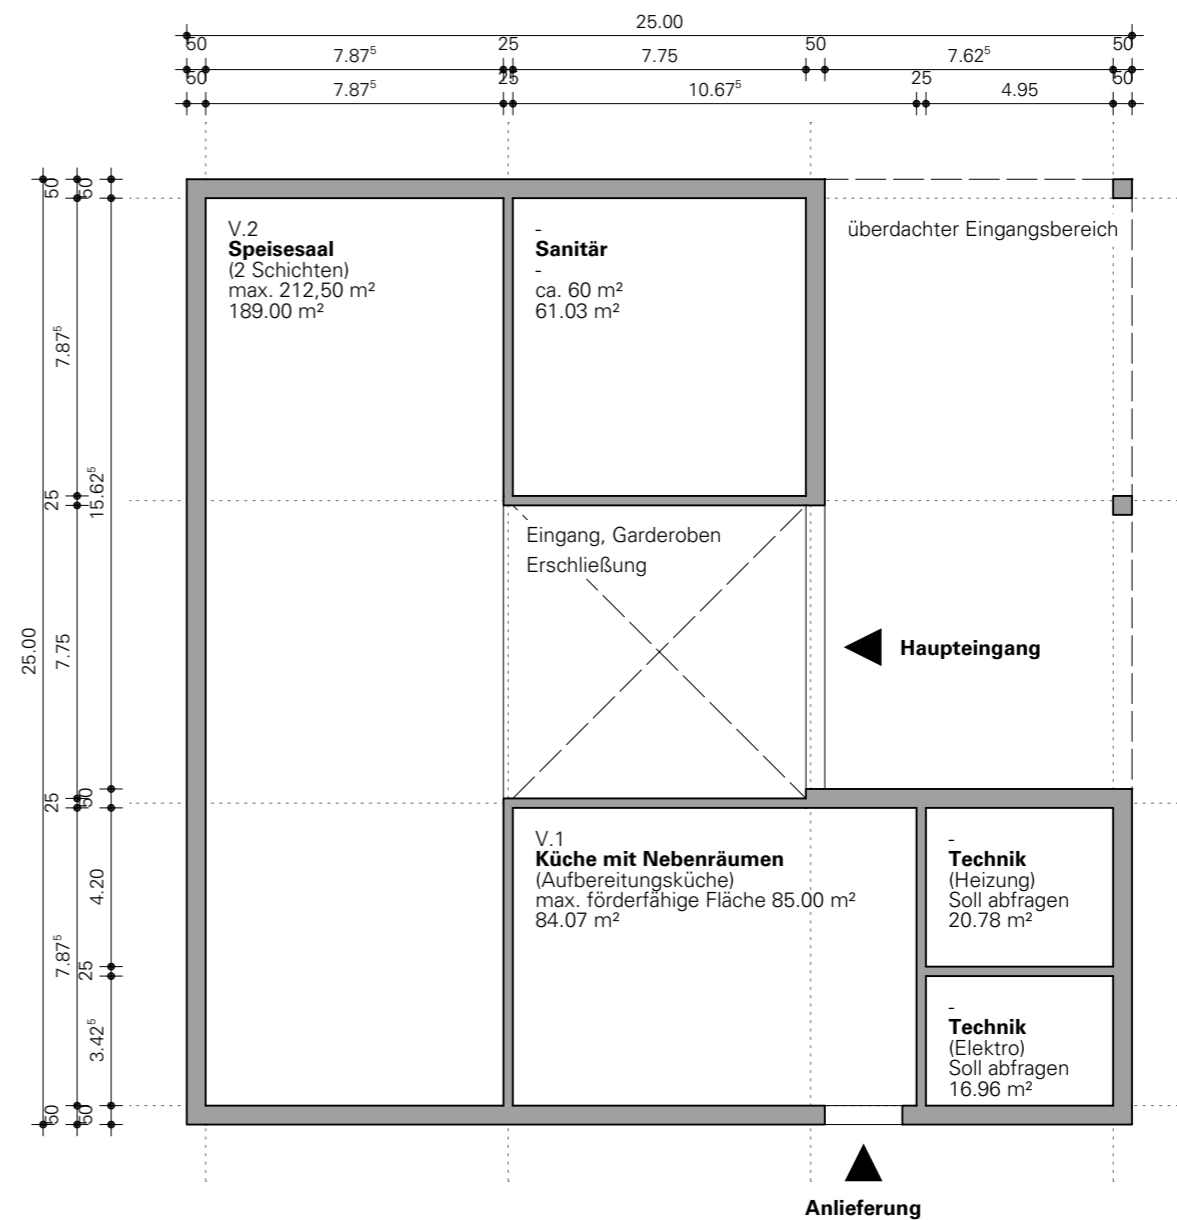 25.00
50
25
50
50
7.87⁵
7.75
7.62⁵
50
25
25
50
7.87⁵
10.67⁵
4.95
50
50
7.87⁵
25
15.62⁵
25.00
7.75
25
50
4.20
7.87⁵
25
3.42⁵
50
50
V.2
Speisesaal
(2 Schichten)
max. 212,50 m²
189.00 m²
-
Sanitär
-
ca. 60 m²
61.03 m²
überdachter Eingangsbereich
Eingang, Garderoben
Erschließung
Haupteingang
V.1
Küche mit Nebenräumen
(Aufbereitungsküche)
max. förderfähige Fläche 85.00 m²
84.07 m²
-
Technik
(Heizung)
Soll abfragen
20.78 m²
-
Technik
(Elektro)
Soll abfragen
16.96 m²
Anlieferung